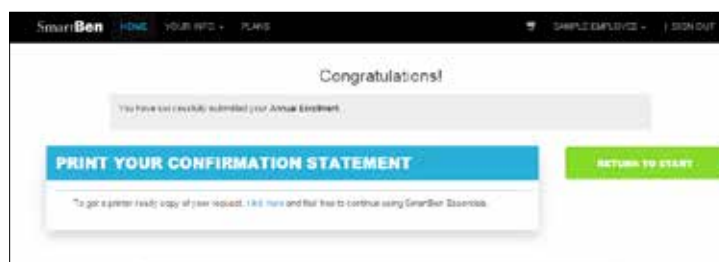 SmartBen HOME YOUR INFO PLANS SAMPLE EMPLOYEE | SIGN OUT
Congratulations!
You have successfully submitted your Annual Enrollment.
PRINT YOUR CONFIRMATION STATEMENT
RETURN TO START
To get a printer ready copy of your request, click here and feel free to continue using SmartBen Essentials.